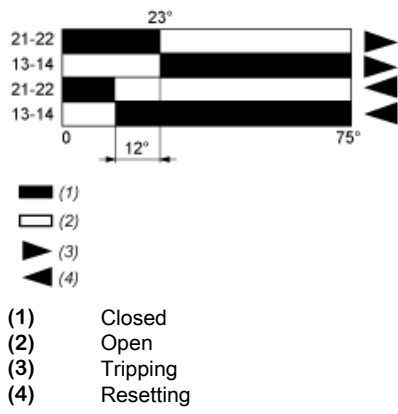 23°
21-22
13-14
21-22
13-14
0 75°
12°
(1)
(2)
(3)
(4)
(1) Closed
(2) Open
(3) Tripping
(4) Resetting